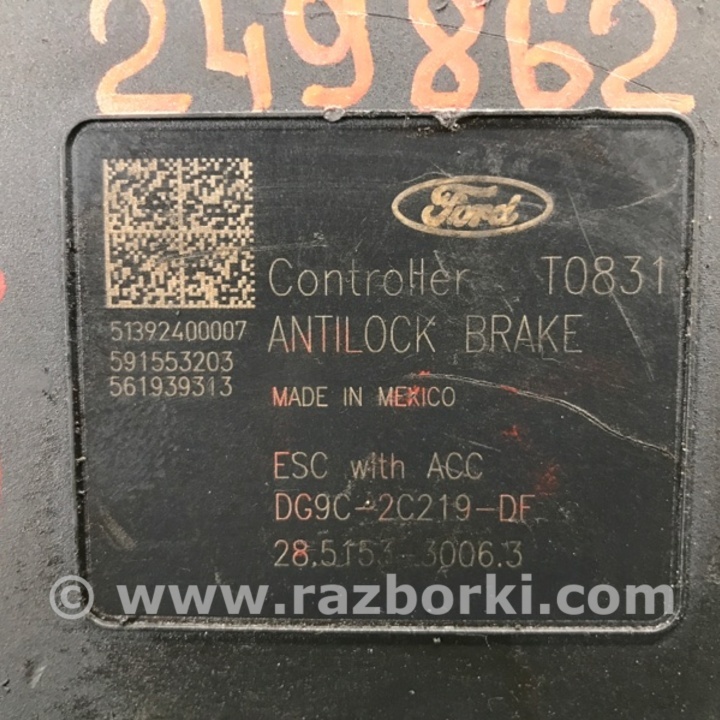 249862
Ford
Controller T0831
51392400007
ANTILOCK BRAKE
591553203
561939313
MADE IN MEXICO
ESC with ACC
DG9C-2C219-DF
28.5153-3006.3
© www.razborki.com